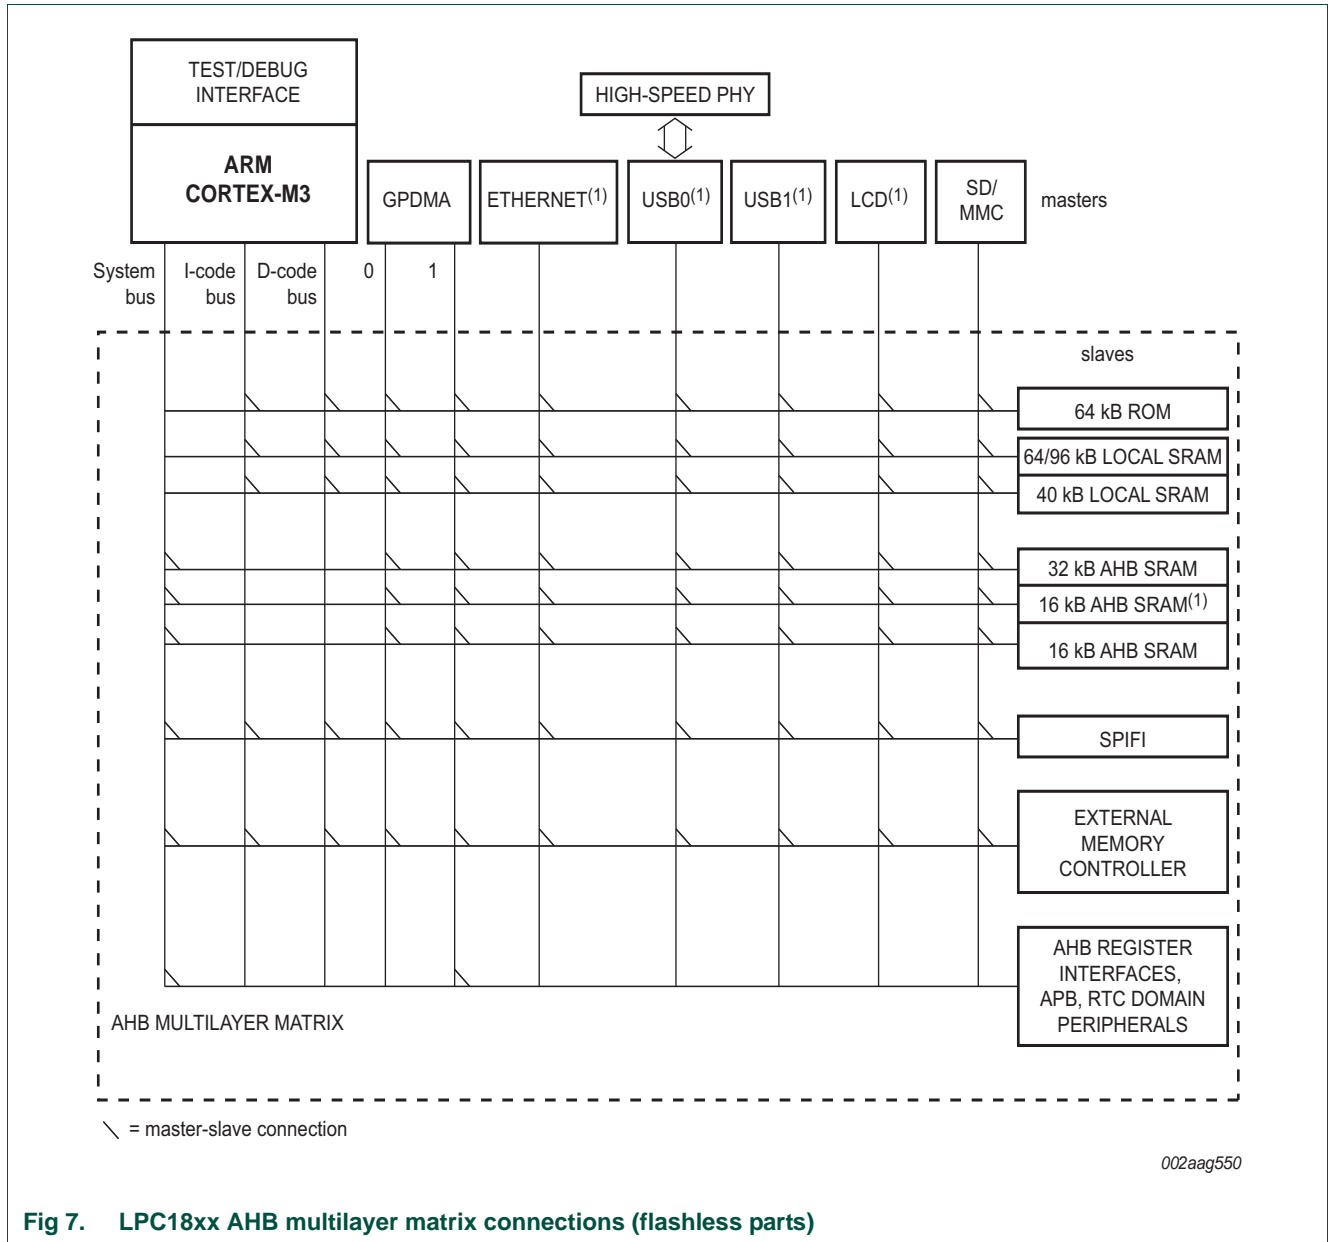 TEST/DEBUG
INTERFACE
ARM
CORTEX-M3
HIGH-SPEED PHY
GPDMA
ETHERNET(1)
USB0(1)
USB1(1)
LCD(1)
SD/
MMC
masters
System
bus
I-code
bus
D-code
bus
0
1
slaves
64 kB ROM
64/96 kB LOCAL SRAM
40 kB LOCAL SRAM
32 kB AHB SRAM
16 kB AHB SRAM(1)
16 kB AHB SRAM
SPIFI
EXTERNAL
MEMORY
CONTROLLER
AHB REGISTER
INTERFACES,
APB, RTC DOMAIN
PERIPHERALS
AHB MULTILAYER MATRIX
= master-slave connection
002aag550
Fig 7. LPC18xx AHB multilayer matrix connections (flashless parts)